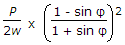 P/2w x ((1 - sin φ)/(1 + sin φ))²